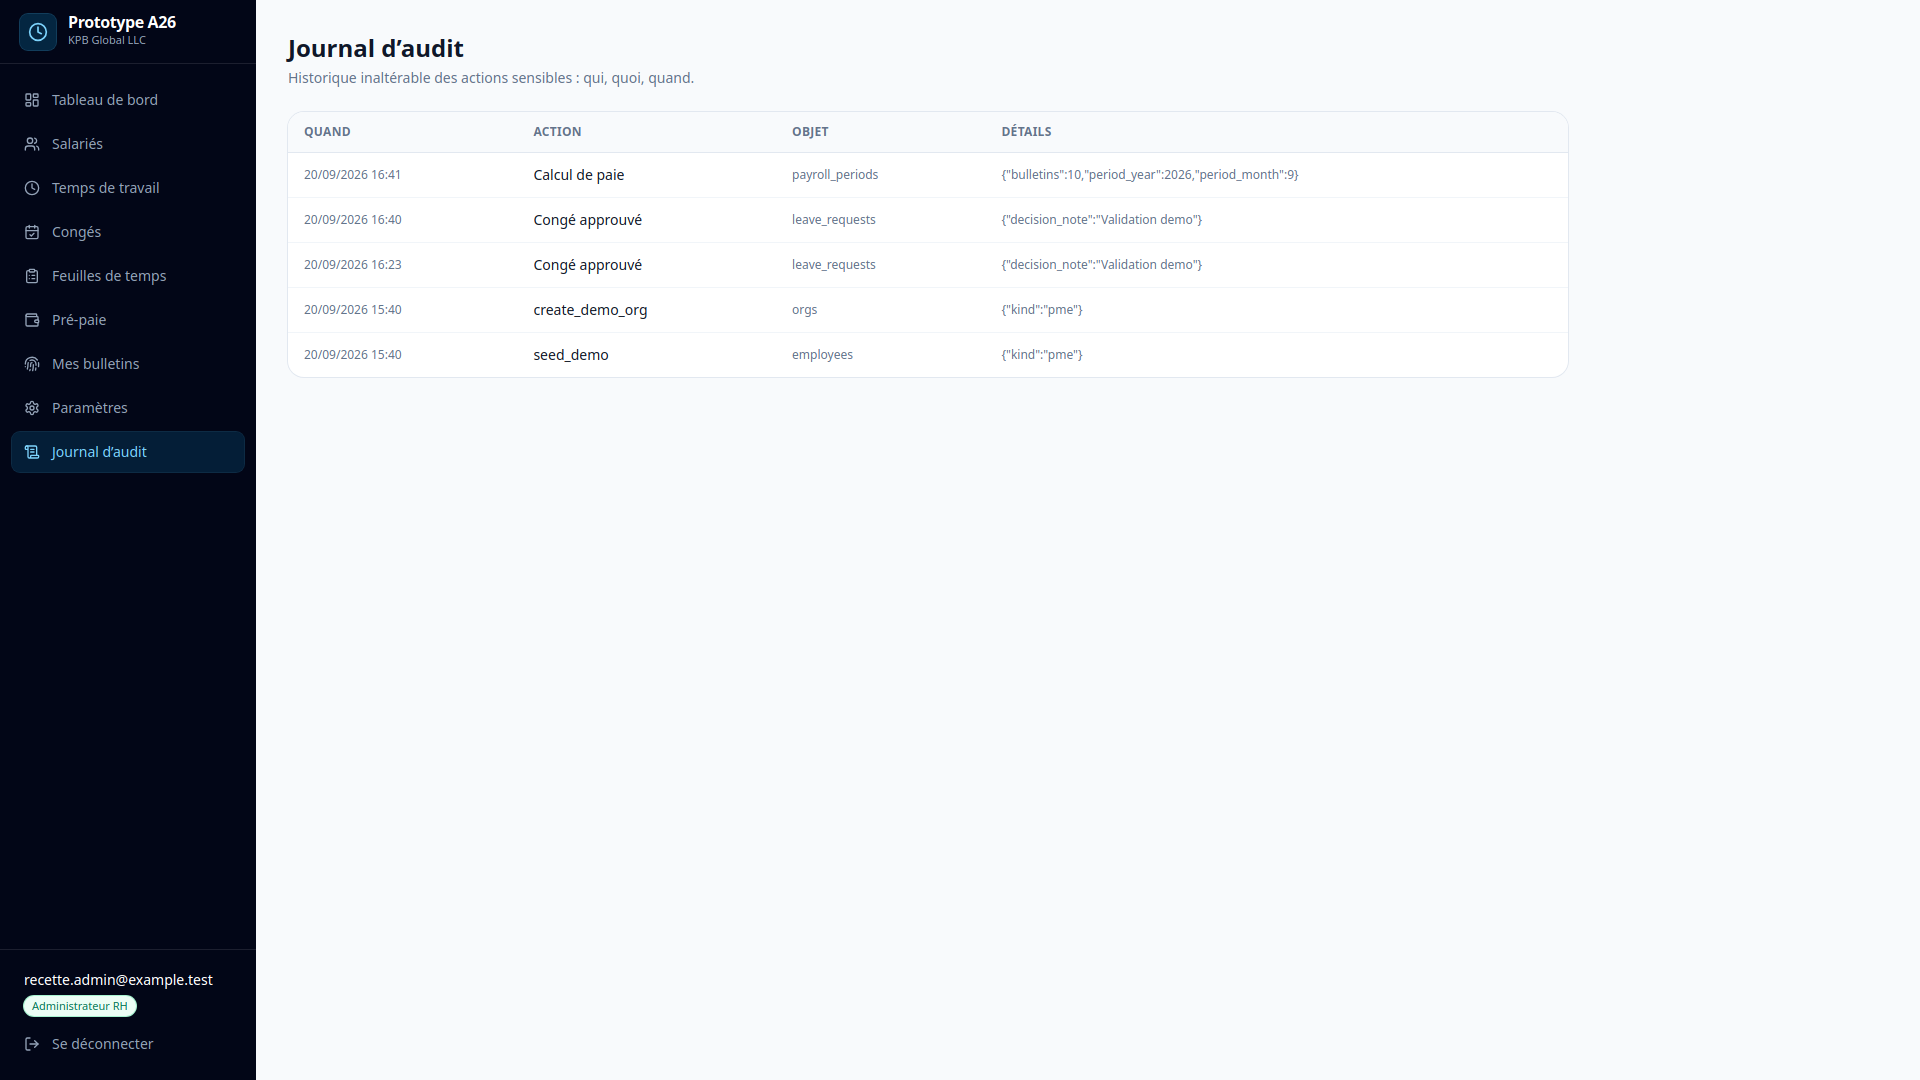 Prototype A26
KPB Global LLC
Tableau de bord
Salariés
Temps de travail
Congés
Feuilles de temps
Pré-paie
Mes bulletins
Paramètres
Journal d’audit
recette.admin@example.test
Administrateur RH
Se déconnecter
Journal d’audit
Historique inaltérable des actions sensibles : qui, quoi, quand.
QUAND ACTION OBJET DÉTAILS
20/09/2026 16:41 Calcul de paie payroll_periods {"bulletins":10,"period_year":2026,"period_month":9}
20/09/2026 16:40 Congé approuvé leave_requests {"decision_note":"Validation demo"}
20/09/2026 16:23 Congé approuvé leave_requests {"decision_note":"Validation demo"}
20/09/2026 15:40 create_demo_org orgs {"kind":"pme"}
20/09/2026 15:40 seed_demo employees {"kind":"pme"}